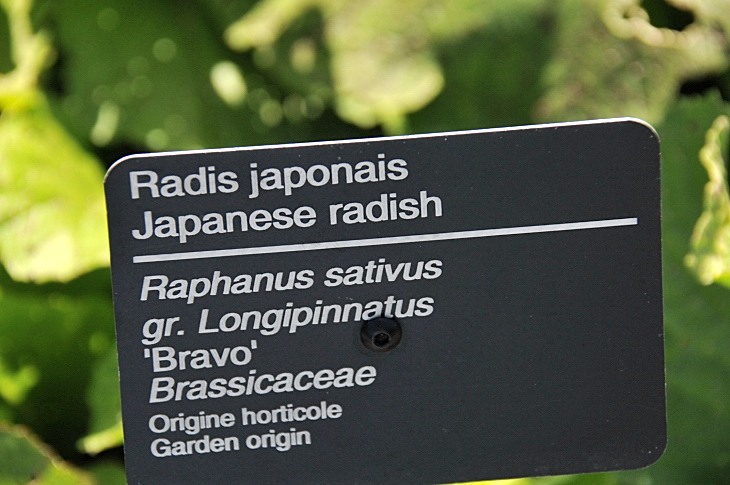 Radis japonais
Japanese radish
Raphanus sativus
gr. Longipinnatus
'Bravo'
Brassicaceae
Origine horticole
Garden origin